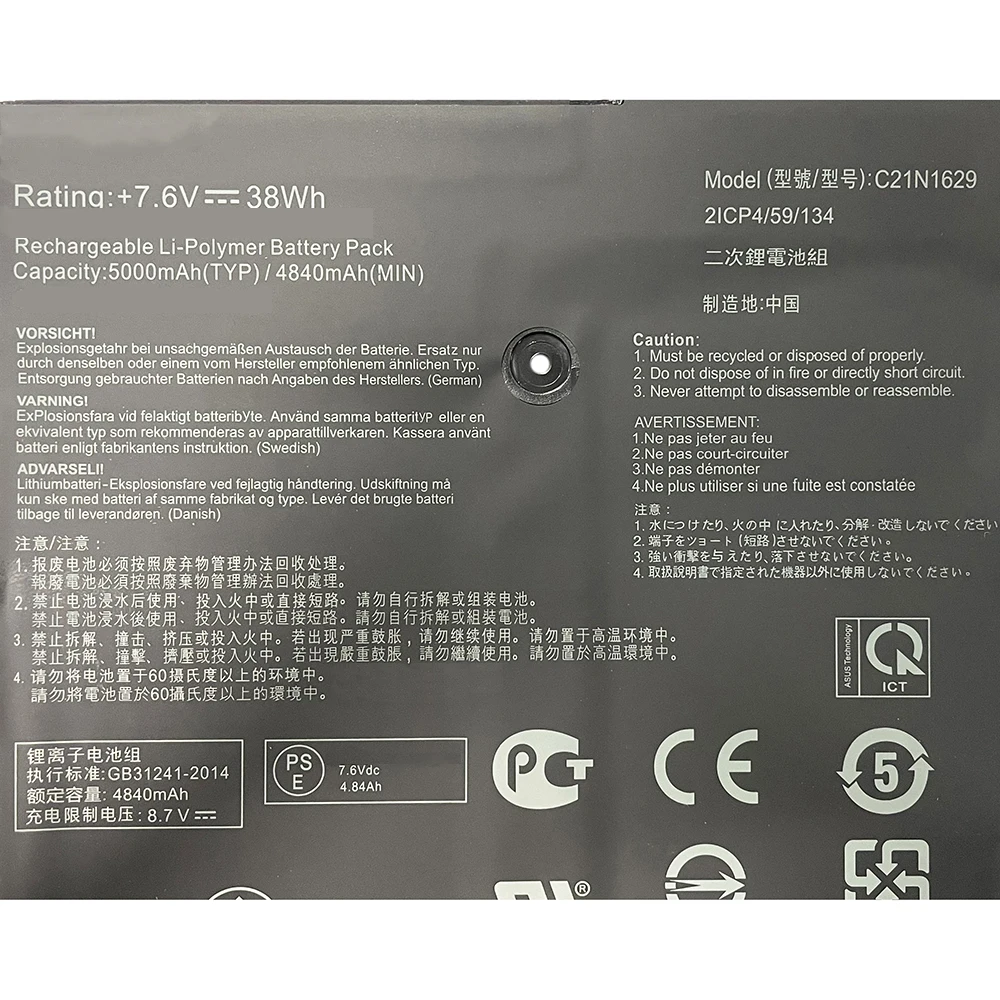 Rating:+7.6V⎓38Wh
Rechargeable Li-Polymer Battery Pack
Capacity:5000mAh(TYP) / 4840mAh(MIN)
Model (型號/型号):C21N1629
2ICP4/59/134
二次鋰電池組
制造地:中国
VORSICHT!
Explosionsgetahr bei unsachgemäßen Austausch der Batterie. Ersatz nur
durch denselben oder einem vom Hersteller empfohlenem ähnlichen Typ.
Entsorgung gebrauchter Batterien nach Angaben des Herstellers. (German)
VARNING!
ExPlosionsfara vid felaktigt batteribyte. Använd samma batterityP eller en
ekvivalent typ som rekommenderas av apparattillverkaren. Kassera använt
batteri enligt fabrikantens instruktion. (Swedish)
ADVARSELI!
Lithiumbatteri-Eksplosionsfare ved fejlagtig håndtering. Udskiftning må
kun ske med batteri af samme fabrikat og type. Levér det brugte batteri
tilbage til leverandøren. (Danish)
注意/注意：
1. 报废电池必须按照废弃物管理办法回收处理。
報廢電池必須按照廢棄物管理辦法回收處理。
2. 禁止电池浸水后使用、投入火中或直接短路。请勿自行拆解或组装电池。
禁止電池浸水後使用、投入火中或直接短路。請勿自行拆解或組裝電池。
3. 禁止拆解、撞击、挤压或投入火中。若出现严重鼓胀，请勿继续使用。请勿置于高温环境中。
禁止拆解、撞擊、擠壓或投入火中。若出現嚴重鼓脹，請勿繼續使用。請勿置於高溫環境中。
4. 请勿将电池置于60摄氏度以上的环境中。
請勿將電池置於60攝氏度以上的環境中。
Caution:
1. Must be recycled or disposed of properly.
2. Do not dispose of in fire or directly short circuit.
3. Never attempt to disassemble or reassemble.
AVERTISSEMENT:
1.Ne pas jeter au feu
2.Ne pas court-circuiter
3.Ne pas démonter
4.Ne plus utiliser si une fuite est constatée
注意：
1. 水につけたり、火の中に入れたり、分解・改造しないでください
2. 端子をショート（短路）させないでください。
3. 強い衝撃を与えたり、落下させないでください。
4. 取扱説明書で指定された機器以外に使用しないでください。
ASUS Technology
ICT
锂离子电池组
执行标准:GB31241-2014
额定容量: 4840mAh
充电限制电压: 8.7 V⎓
PS
E
7.6Vdc
4.84Ah
CE
5